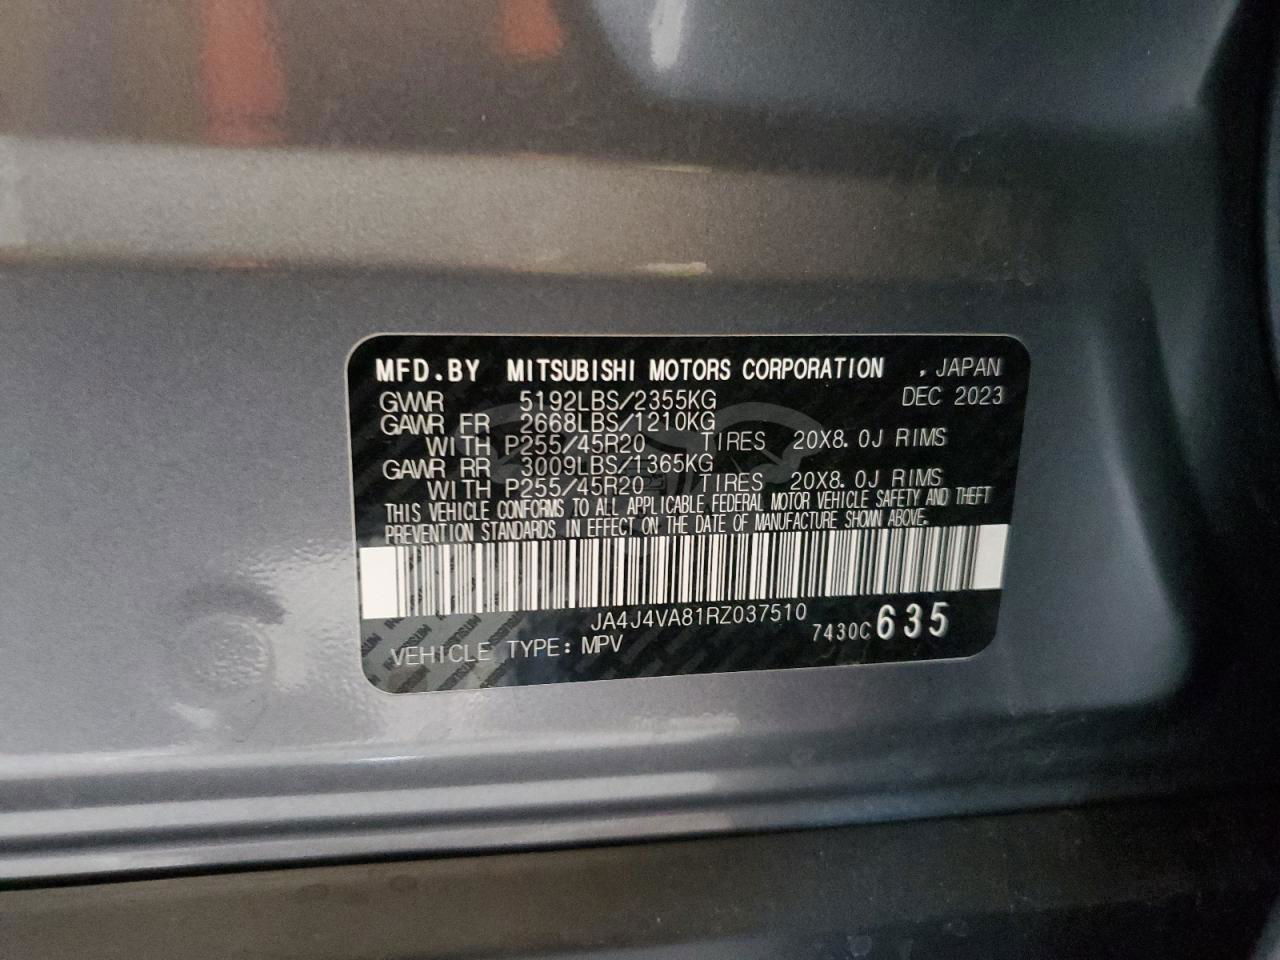 MFD.BY MITSUBISHI MOTORS CORPORATION , JAPAN
GVWR 5192LBS/2355KG DEC 2023
GAWR FR 2668LBS/1210KG
WITH P255/45R20 TIRES 20X8.0J RIMS
GAWR RR 3009LBS/1365KG
WITH P255/45R20 TIRES 20X8.0J RIMS
THIS VEHICLE CONFORMS TO ALL APPLICABLE FEDERAL MOTOR VEHICLE SAFETY AND THEFT
PREVENTION STANDARDS IN EFFECT ON THE DATE OF MANUFACTURE SHOWN ABOVE.
JA4J4VA81RZ037510
7430C 635
VEHICLE TYPE: MPV